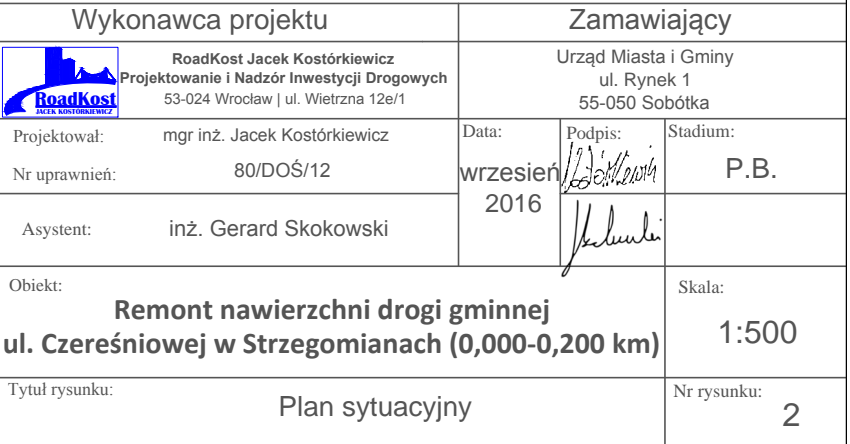 Wykonawca projektu
Zamawiający
RoadKost
JACEK KOSTÓRKIEWICZ
RoadKost Jacek Kostórkiewicz
Projektowanie i Nadzór Inwestycji Drogowych
53-024 Wrocław | ul. Wietrzna 12e/1
Urząd Miasta i Gminy
ul. Rynek 1
55-050 Sobótka
Projektował:
mgr inż. Jacek Kostórkiewicz
Nr uprawnień:
80/DOŚ/12
Data:
wrzesień
2016
Podpis:
Stadium:
P.B.
Asystent:
inż. Gerard Skokowski
Obiekt:
Remont nawierzchni drogi gminnej
ul. Czereśniowej w Strzegomianach (0,000-0,200 km)
Skala:
1:500
Tytuł rysunku:
Plan sytuacyjny
Nr rysunku:
2